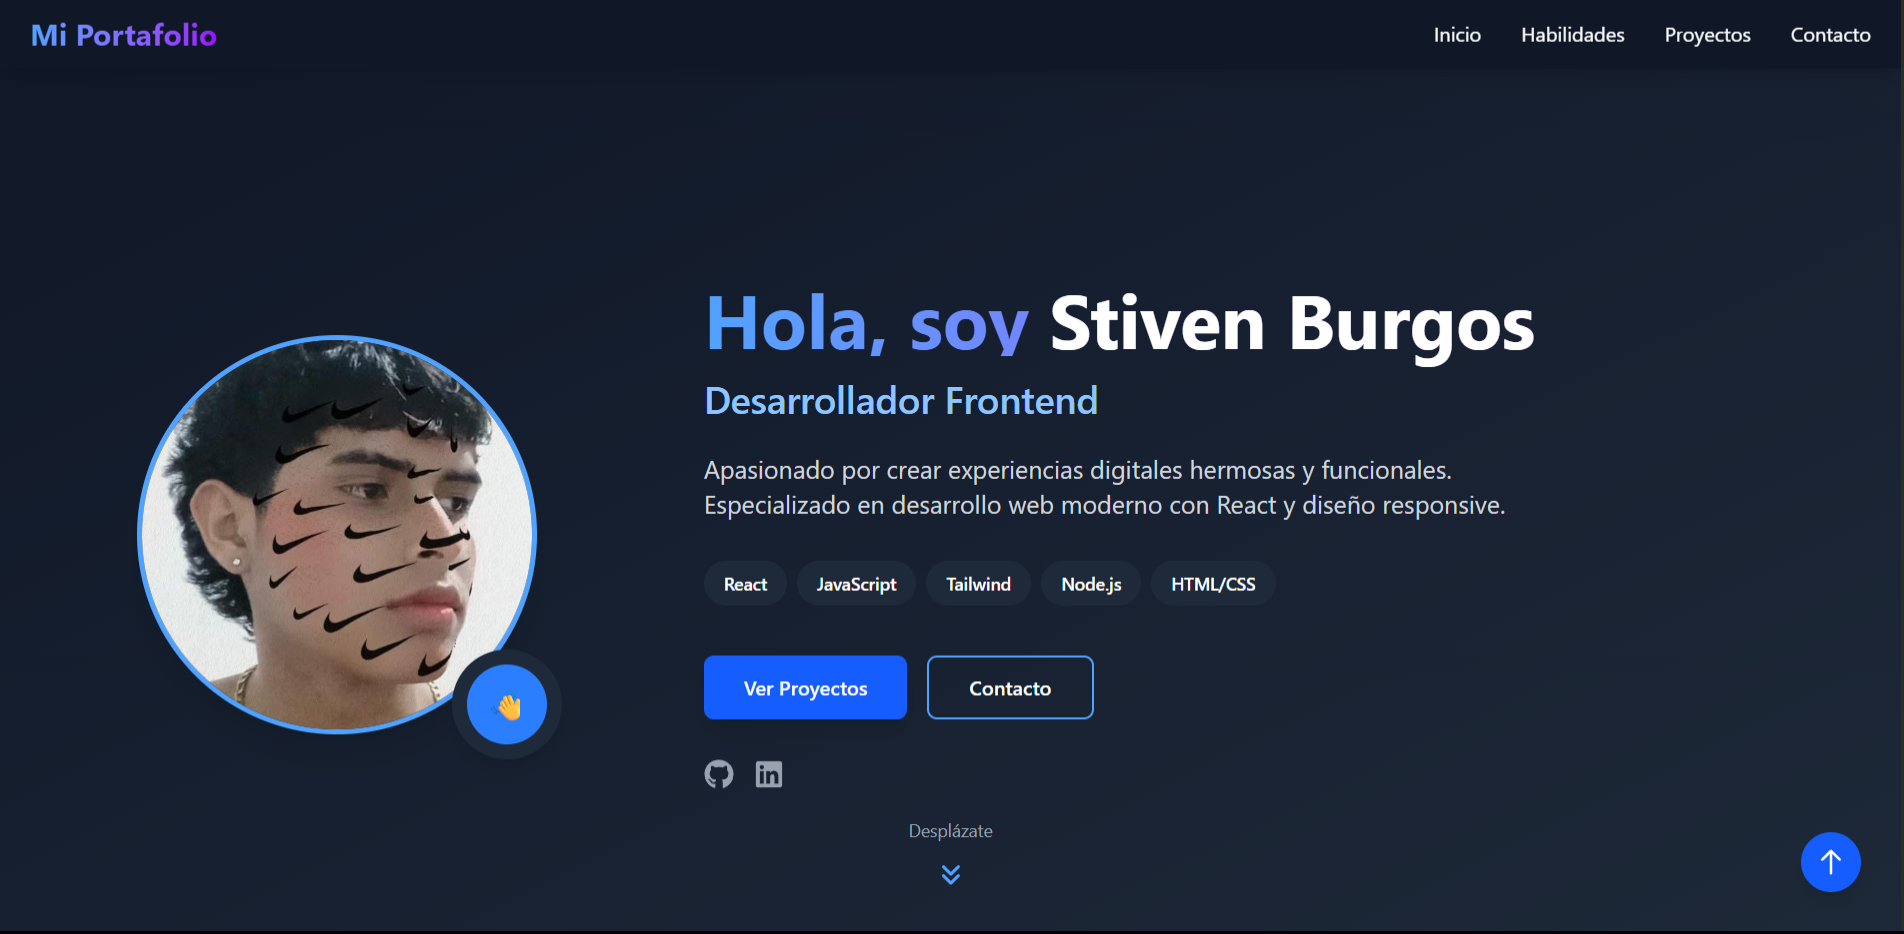 Mi Portafolio
Inicio
Habilidades
Proyectos
Contacto
Hola, soy Stiven Burgos
Desarrollador Frontend
Apasionado por crear experiencias digitales hermosas y funcionales.
Especializado en desarrollo web moderno con React y diseño responsive.
React
JavaScript
Tailwind
Node.js
HTML/CSS
Ver Proyectos
Contacto
in
Desplázate